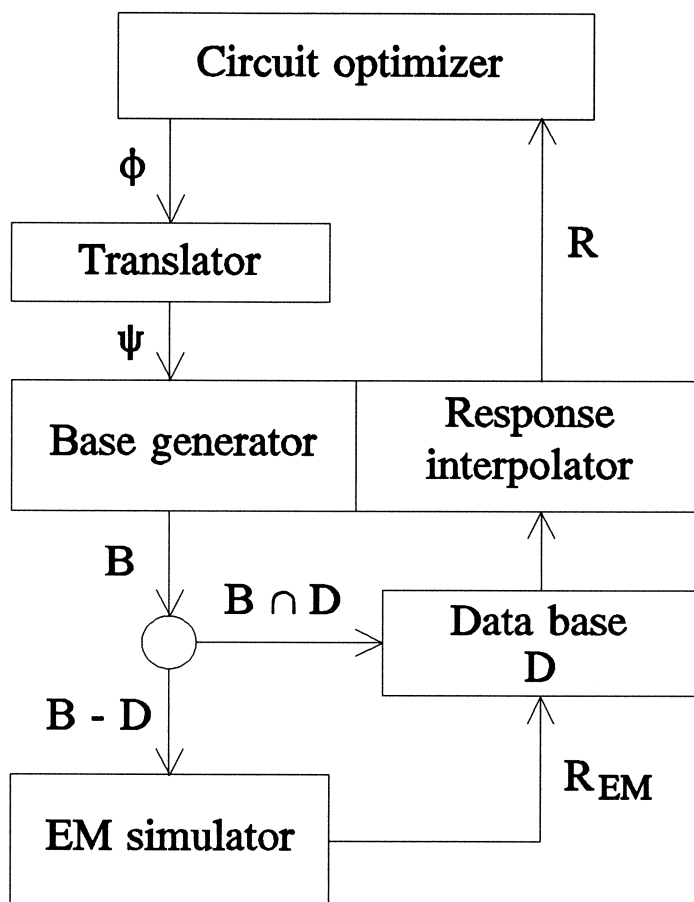 Circuit optimizer
ϕ
R
Translator
ψ
Base generator
Response
interpolator
B
B ∩ D
Data base
D
B - D
R_EM
EM simulator